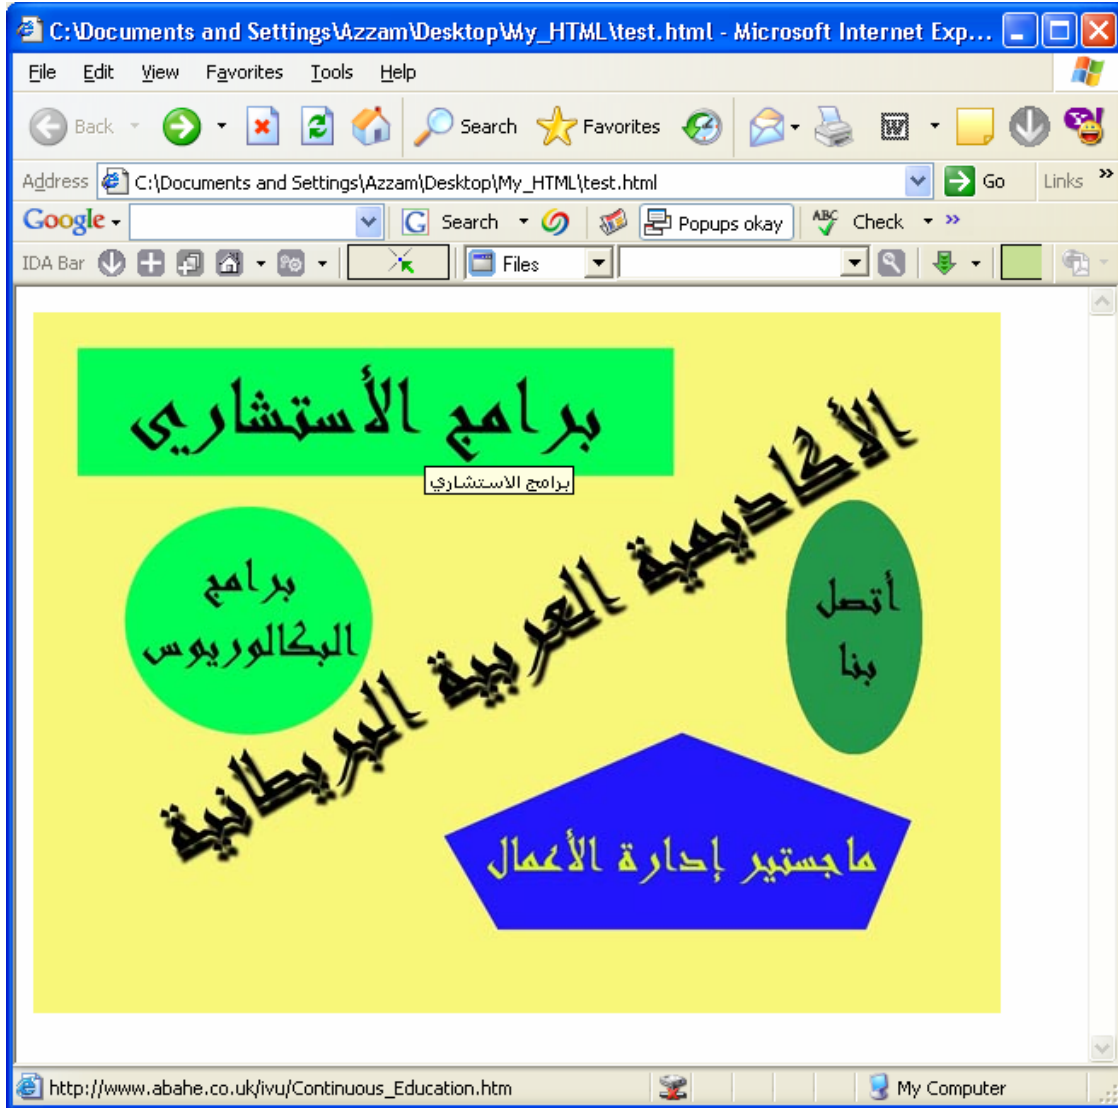 C:\Documents and Settings\Azzam\Desktop\My_HTML\test.html - Microsoft Internet Exp...
File Edit View Favorites Tools Help
Back Search Favorites
Address C:\Documents and Settings\Azzam\Desktop\My_HTML\test.html Go Links »
Google Search Popups okay ABC Check »
IDA Bar Files
برامج الأستشاري
برامج الاستشاري
الأكاديمية العربية البريطانية
برامج
البكالوريوس
أتصل
بنا
ماجستير إدارة الأعمال
http://www.abahe.co.uk/ivu/Continuous_Education.htm My Computer